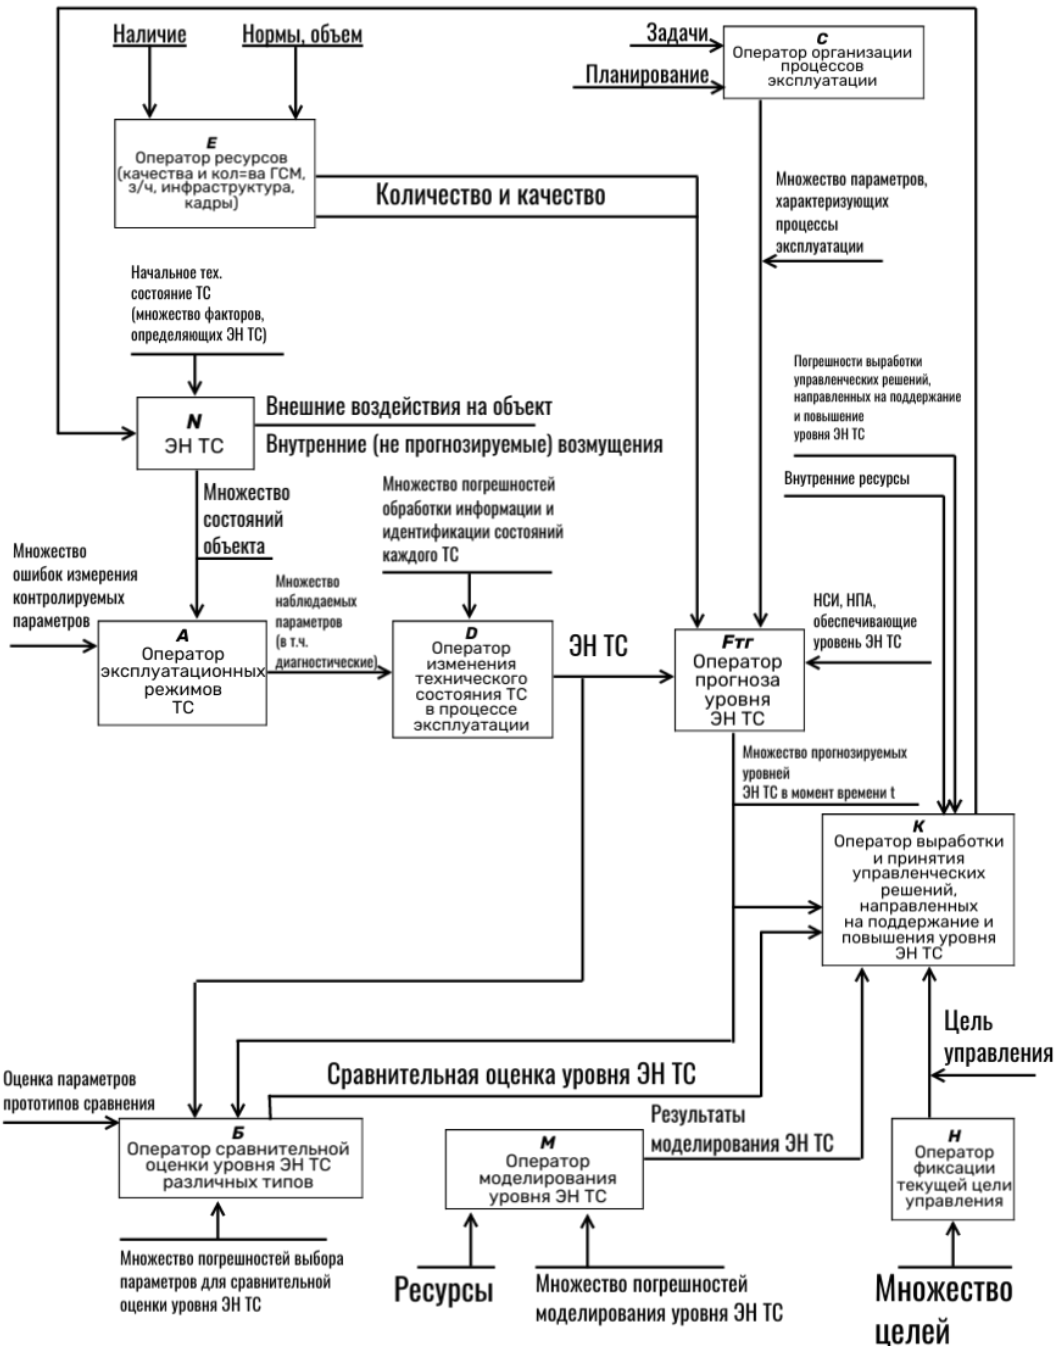 Наличие
Нормы, объем
Задачи
Планирование
С
Оператор организации
процессов
эксплуатации
Е
Оператор ресурсов
(качества и кол=ва ГСМ,
з/ч, инфраструктура,
кадры)
Количество и качество
Множество параметров,
характеризующих
процессы
эксплуатации
Начальное тех.
состояние ТС
(множество факторов,
определяющих ЭН ТС)
Погрешности выработки
управленческих решений,
направленных на поддержание
и повышение
уровня ЭН ТС
N
ЭН ТС
Внешние воздействия на объект
Внутренние (не прогнозируемые) возмущения
Внутренние ресурсы
Множество
состояний
объекта
Множество погрешностей
обработки информации и
идентификации состояний
каждого ТС
Множество
ошибок измерения
контролируемых
параметров
Множество
наблюдаемых
параметров
(в т.ч.
диагностические)
НСИ, НПА,
обеспечивающие
уровень ЭН ТС
А
Оператор
эксплуатационных
режимов
ТС
D
Оператор
изменения
технического
состояния ТС
в процессе
эксплуатации
ЭН ТС
Fтг
Оператор
прогноза
уровня
ЭН ТС
Множество прогнозируемых
уровней
ЭН ТС в момент времени t
К
Оператор выработки
и принятия
управленческих
решений,
направленных
на поддержание и
повышения уровня
ЭН ТС
Цель
управления
Оценка параметров
прототипов сравнения
Сравнительная оценка уровня ЭН ТС
Результаты
моделирования ЭН ТС
Б
Оператор сравнительной
оценки уровня ЭН ТС
различных типов
М
Оператор
моделирования
уровня ЭН ТС
Н
Оператор
фиксации
текущей цели
управления
Множество погрешностей выбора
параметров для сравнительной
оценки уровня ЭН ТС
Ресурсы
Множество погрешностей
моделирования уровня ЭН ТС
Множество
целей